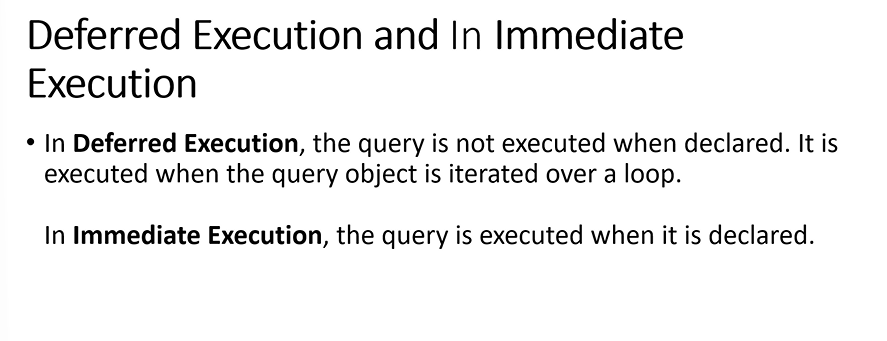 Deferred Execution and In Immediate
Execution
• In Deferred Execution, the query is not executed when declared. It is
executed when the query object is iterated over a loop.
In Immediate Execution, the query is executed when it is declared.